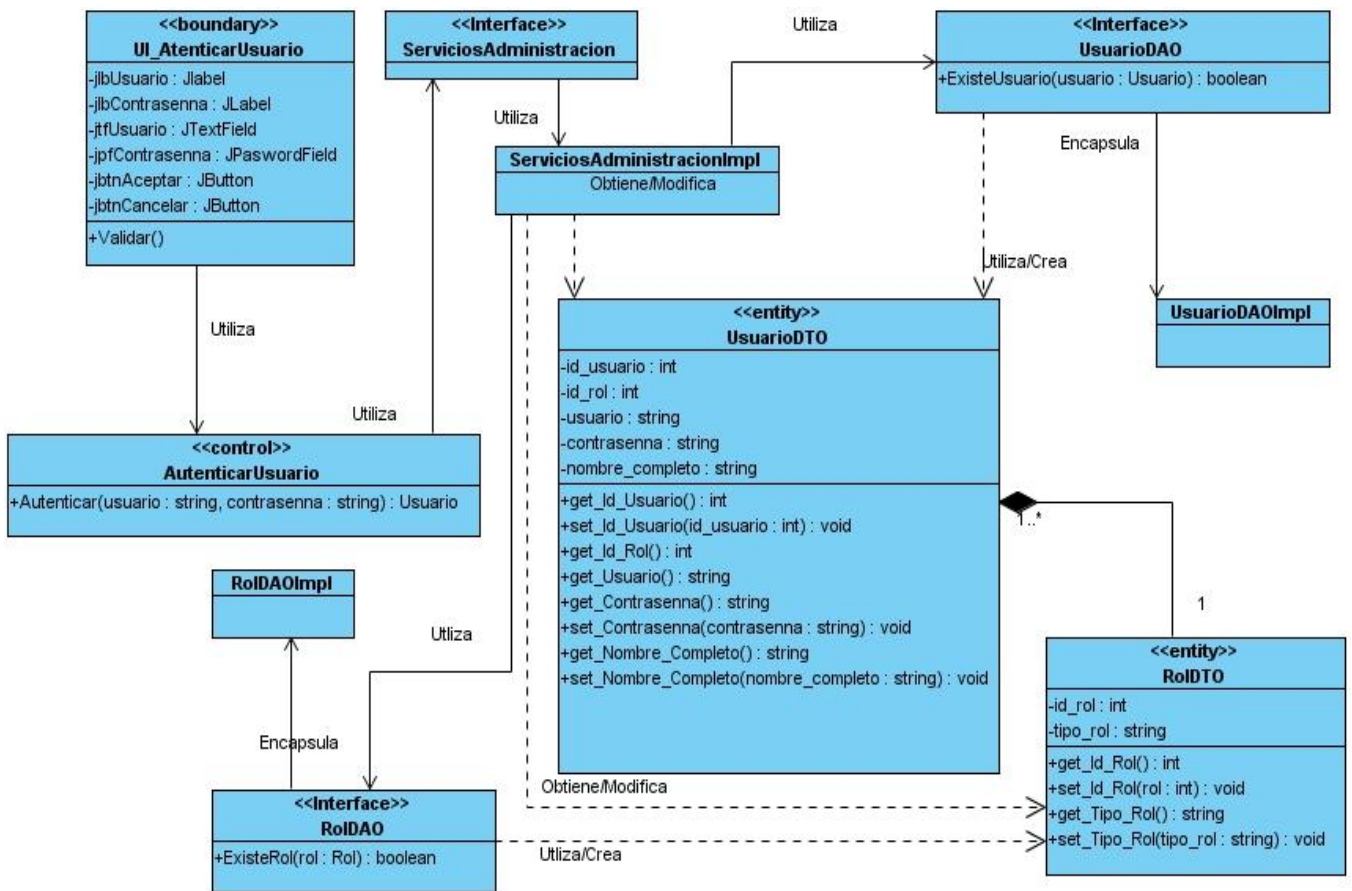 <<boundary>>
UI_AtenticarUsuario
-jlbUsuario : Jlabel
-jlbContrasenna : JLabel
-jtfUsuario : JTextField
-jpfContrasenna : JPaswordField
-jbtnAceptar : JButton
-jbtnCancelar : JButton
+Validar()
<<Interface>>
ServiciosAdministracion
Utiliza
<<Interface>>
UsuarioDAO
+ExisteUsuario(usuario : Usuario) : boolean
Utiliza
ServiciosAdministracionImpl
Obtiene/Modifica
Encapsula
Utiliza/Crea
UsuarioDAOImpl
Utiliza
Utiliza
<<control>>
AutenticarUsuario
+Autenticar(usuario : string, contrasenna : string) : Usuario
<<entity>>
UsuarioDTO
-id_usuario : int
-id_rol : int
-usuario : string
-contrasenna : string
-nombre_completo : string
+get_Id_Usuario() : int
+set_Id_Usuario(id_usuario : int) : void
+get_Id_Rol() : int
+get_Usuario() : string
+get_Contrasenna() : string
+set_Contrasenna(contrasenna : string) : void
+get_Nombre_Completo() : string
+set_Nombre_Completo(nombre_completo : string) : void
1..*
1
RolDAOImpl
Utliza
Encapsula
<<Interface>>
RolDAO
+ExisteRol(rol : Rol) : boolean
Obtiene/Modifica
Utliza/Crea
<<entity>>
RolDTO
-id_rol : int
-tipo_rol : string
+get_Id_Rol() : int
+set_Id_Rol(rol : int) : void
+get_Tipo_Rol() : string
+set_Tipo_Rol(tipo_rol : string) : void